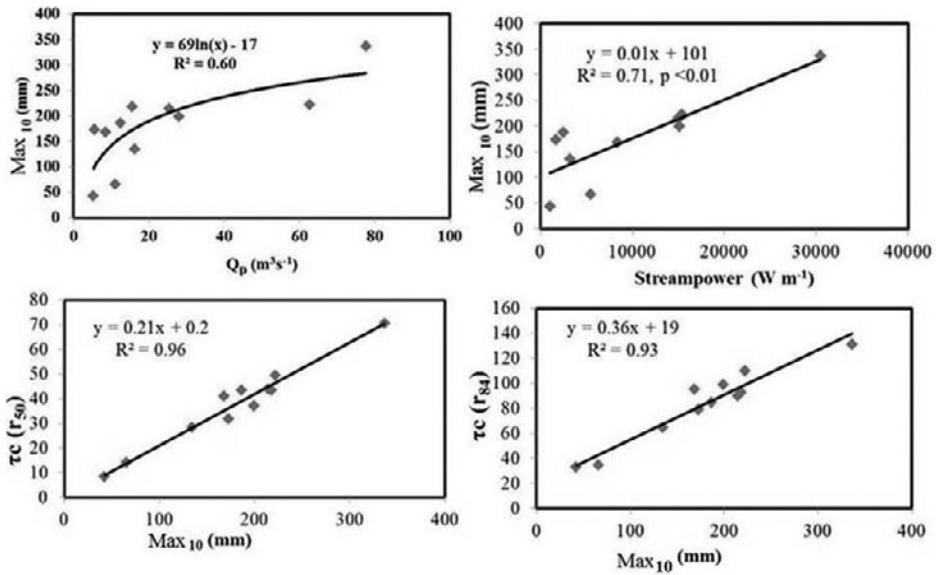 400
350
300
250
200
150
100
50
0
Max 10 (mm)
y = 69ln(x) - 17
R² = 0.60
0 20 40 60 80 100
Qp (m³s⁻¹)
400
350
300
250
200
150
100
50
0
Max 10 (mm)
y = 0.01x + 101
R² = 0.71, p <0.01
0 10000 20000 30000 40000
Streampower (W m⁻¹)
80
70
60
50
40
30
20
10
0
τc (r50)
y = 0.21x + 0.2
R² = 0.96
0 100 200 300 400
Max10 (mm)
160
140
120
100
80
60
40
20
0
τc (r84)
y = 0.36x + 19
R² = 0.93
0 100 200 300 400
Max10 (mm)